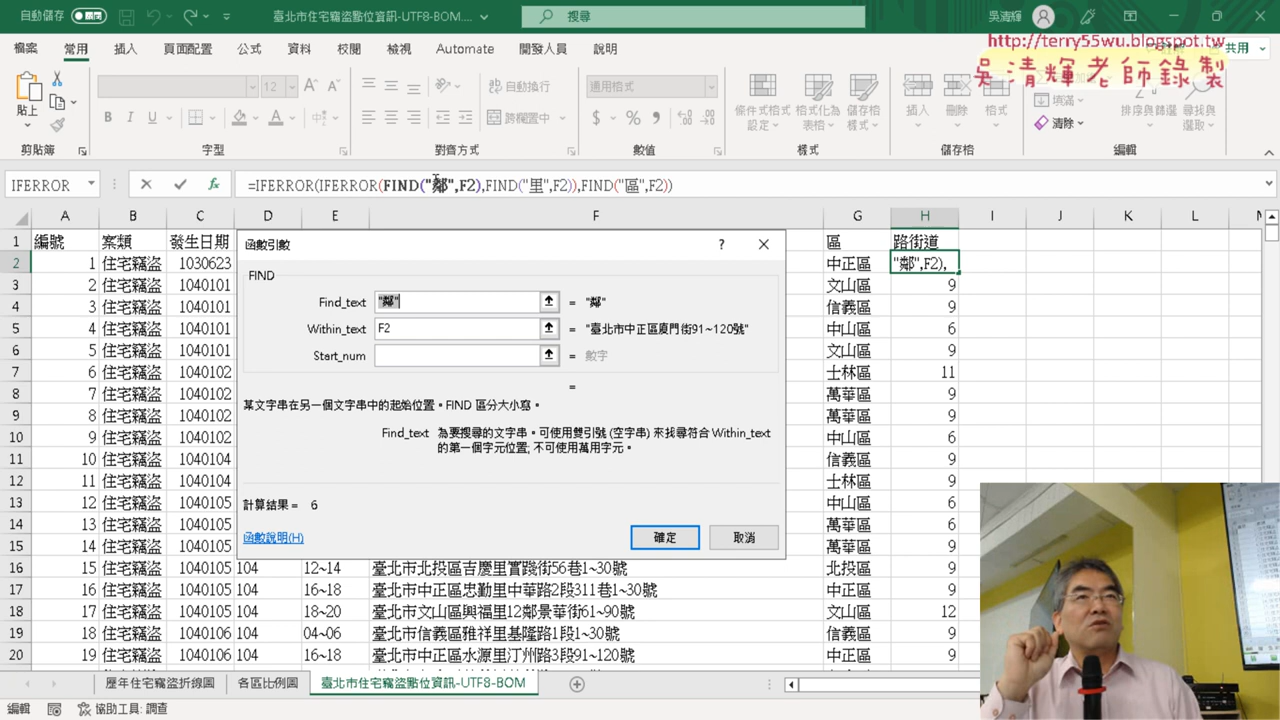 自動儲存
臺北市住宅竊盜點位資訊-UTF8-BOM....
搜尋
吳清輝
http://terry55wu.blogspot.tw
吳清輝老師錄製
檔案 常用 插入 頁面配置 公式 資料 校閱 檢視 Automate 開發人員 說明
共用
貼上
12
自動換行
跨欄置中
通用格式
條件式格式設定
格式化為表格
儲存格樣式
插入 刪除 格式
填滿
清除
排序與篩選
尋找與選取
剪貼簿 字型 對齊方式 數值 樣式 儲存格 編輯
IFERROR
=IFERROR(IFERROR(FIND("鄰",F2),FIND("里",F2)),FIND("區",F2))
A B C D E F G H I J K L
1 編號 案類 發生日期 區 路街道
2 1 住宅竊盜 1030623 中正區 "鄰",F2),
3 2 住宅竊盜 1040101 文山區 9
4 3 住宅竊盜 1040101 信義區 9
5 4 住宅竊盜 1040101 中山區 6
6 5 住宅竊盜 1040101 文山區 9
7 6 住宅竊盜 1040102 士林區 11
8 7 住宅竊盜 1040102 萬華區 9
9 8 住宅竊盜 1040102 萬華區 9
10 9 住宅竊盜 1040102 中山區 6
11 10 住宅竊盜 1040104 信義區 9
12 11 住宅竊盜 1040104 士林區
13 12 住宅竊盜 1040105 中山區
14 13 住宅竊盜 1040105 萬華區
15 14 住宅竊盜 1040105 萬華區
16 15 住宅竊盜 1040105 104 12~14 臺北市北投區吉慶里實踐街56巷1~30號 北投區 9
17 16 住宅竊盜 1040105 104 16~18 臺北市中正區忠勤里中華路2段311巷1~30號 中正區 9
18 17 住宅竊盜 1040105 104 18~20 臺北市文山區興福里12鄰景華街61~90號 文山區 12
19 18 住宅竊盜 1040106 104 04~06 臺北市信義區雅祥里基隆路1段1~30號 信義區 9
20 19 住宅竊盜 1040106 104 16~18 臺北市中正區水源里汀州路3段91~120號 中正區 9
函數引數
?
FIND
Find_text "鄰" = "鄰"
Within_text F2 = "臺北市中正區廈門街91~120號"
Start_num = 數字
=
某文字串在另一個文字串中的起始位置。FIND 區分大小寫。
Find_text 為要搜尋的文字串。可使用雙引號 (空字串) 來找尋符合 Within_text
的第一個字元位置; 不可使用萬用字元。
計算結果 = 6
函數說明(H)
確定 取消
歷年住宅竊盜折線圖 各區比例圖 臺北市住宅竊盜點位資訊-UTF8-BOM
編輯 協助工具: 調查